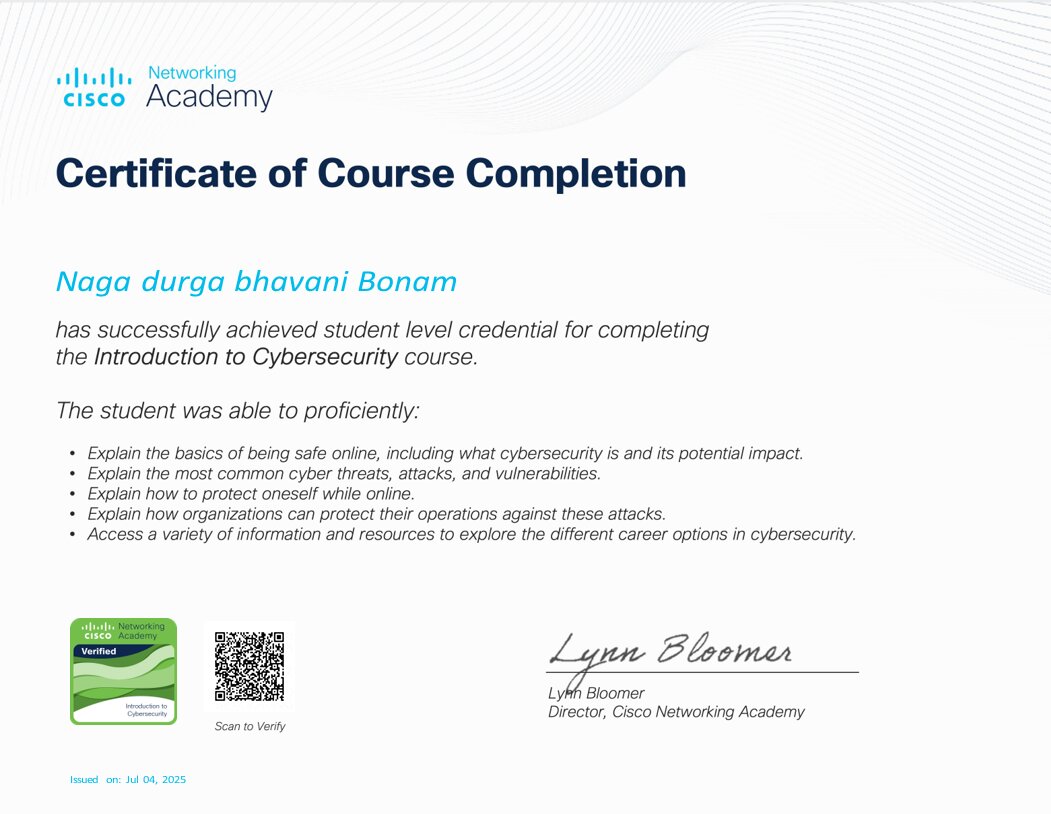 Networking
CISCO Academy
Certificate of Course Completion
Naga durga bhavani Bonam
has successfully achieved student level credential for completing
the Introduction to Cybersecurity course.
The student was able to proficiently:
• Explain the basics of being safe online, including what cybersecurity is and its potential impact.
• Explain the most common cyber threats, attacks, and vulnerabilities.
• Explain how to protect oneself while online.
• Explain how organizations can protect their operations against these attacks.
• Access a variety of information and resources to explore the different career options in cybersecurity.
Networking
CISCO Academy
Verified
Introduction to
Cybersecurity
Scan to Verify
Lynn Bloomer
Lynn Bloomer
Director, Cisco Networking Academy
Issued on: Jul 04, 2025